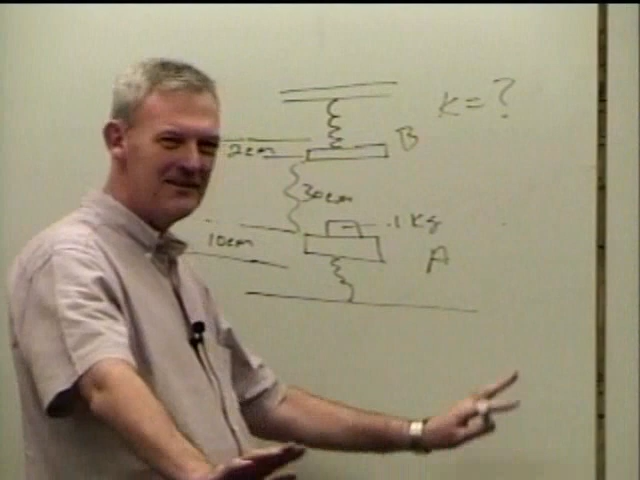 K = ?
B
2cm
30cm
.1 Kg
10cm
A